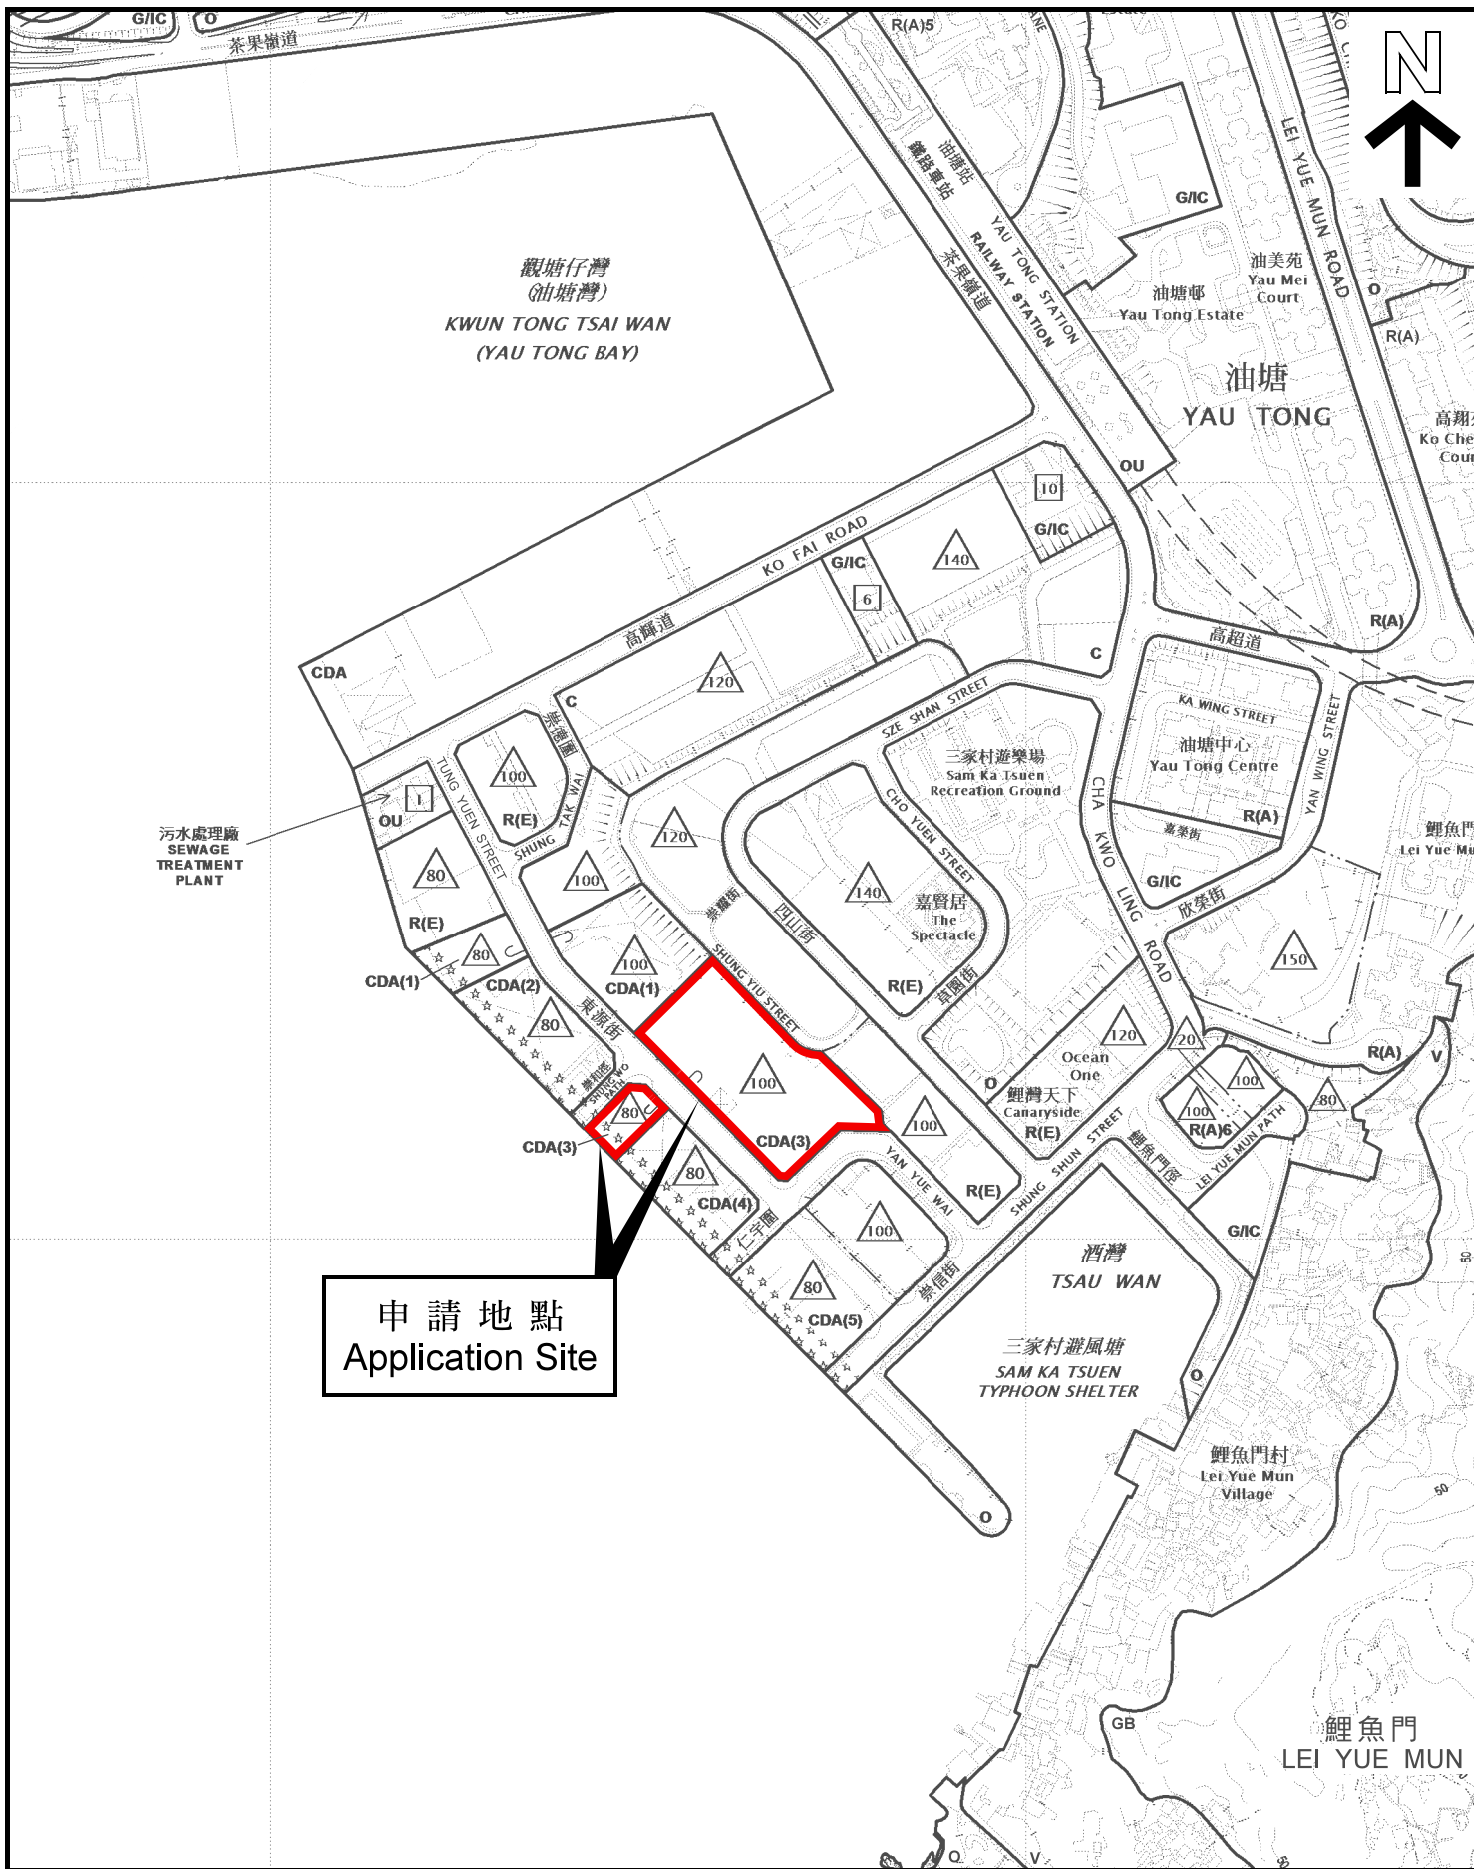 G/IC
O
茶果嶺道
R(A)5
N
LEI YUE MUN ROAD
油塘站
鐵路車站
YAU TONG STATION
RAILWAY STATION
茶果嶺道
G/IC
油美苑
Yau Mei
Court
O
油塘邨
Yau Tong Estate
R(A)
觀塘仔灣
(油塘灣)
KWUN TONG TSAI WAN
(YAU TONG BAY)
油塘
YAU TONG
OU
10
G/IC
140
KO FAI ROAD
G/IC
6
高輝道
120
CDA
C
崇德圍
R(A)
高超道
C
SZE SHAN STREET
KA WING STREET
油塘中心
Yau Tong Centre
YAN WING STREET
R(A)
嘉榮街
G/IC
欣榮街
三家村遊樂場
Sam Ka Tsuen
Recreation Ground
CHA KWO LING ROAD
TUNG YUEN STREET
100
R(E)
SHUNG TAK WAI
1
OU
污水處理廠
SEWAGE
TREATMENT
PLANT
80
R(E)
100
120
CHO YUEN STREET
140
嘉賢居
The
Spectacle
R(E)
草園街
四山街
崇耀街
SHUNG YIU STREET
150
80
CDA(1)
CDA(2)
80
100
CDA(1)
東源街
崇和徑
SHUNG WO
PATH
80
CDA(3)
100
CDA(3)
100
R(E)
YAN YUE WAI
120
Ocean
One
O
鯉灣天下
Canaryside
R(E)
20
R(A)
V
100
100
R(A)6
80
LEI YUE MUN PATH
鯉魚門徑
SHUNG SHUN STREET
80
CDA(4)
仁宇圍
100
80
CDA(5)
崇信街
G/IC
酒灣
TSAU WAN
三家村避風塘
SAM KA TSUEN
TYPHOON SHELTER
O
O
申請地點
Application Site
鯉魚門村
Lei Yue Mun
Village
50
50
GB
鯉魚門
LEI YUE MUN
O
V
50